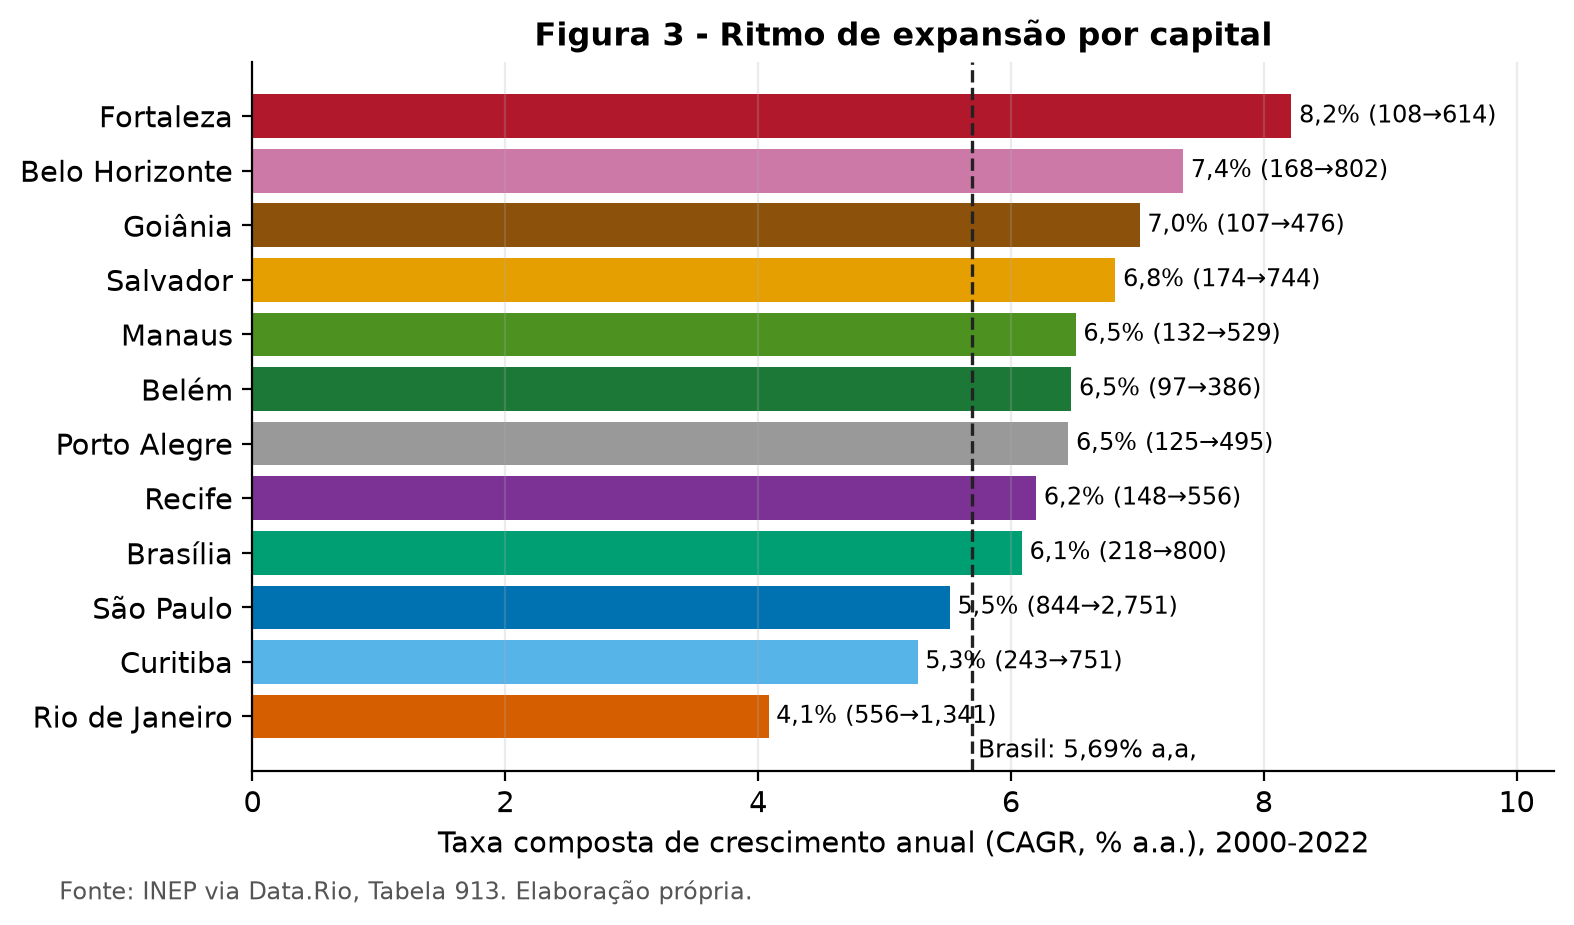 Figura 3 - Ritmo de expansão por capital
Fortaleza 8,2% (108→614)
Belo Horizonte 7,4% (168→802)
Goiânia 7,0% (107→476)
Salvador 6,8% (174→744)
Manaus 6,5% (132→529)
Belém 6,5% (97→386)
Porto Alegre 6,5% (125→495)
Recife 6,2% (148→556)
Brasília 6,1% (218→800)
São Paulo 5,5% (844→2,751)
Curitiba 5,3% (243→751)
Rio de Janeiro 4,1% (556→1,341)
Brasil: 5,69% a,a,
0 2 4 6 8 10
Taxa composta de crescimento anual (CAGR, % a.a.), 2000-2022
Fonte: INEP via Data.Rio, Tabela 913. Elaboração própria.